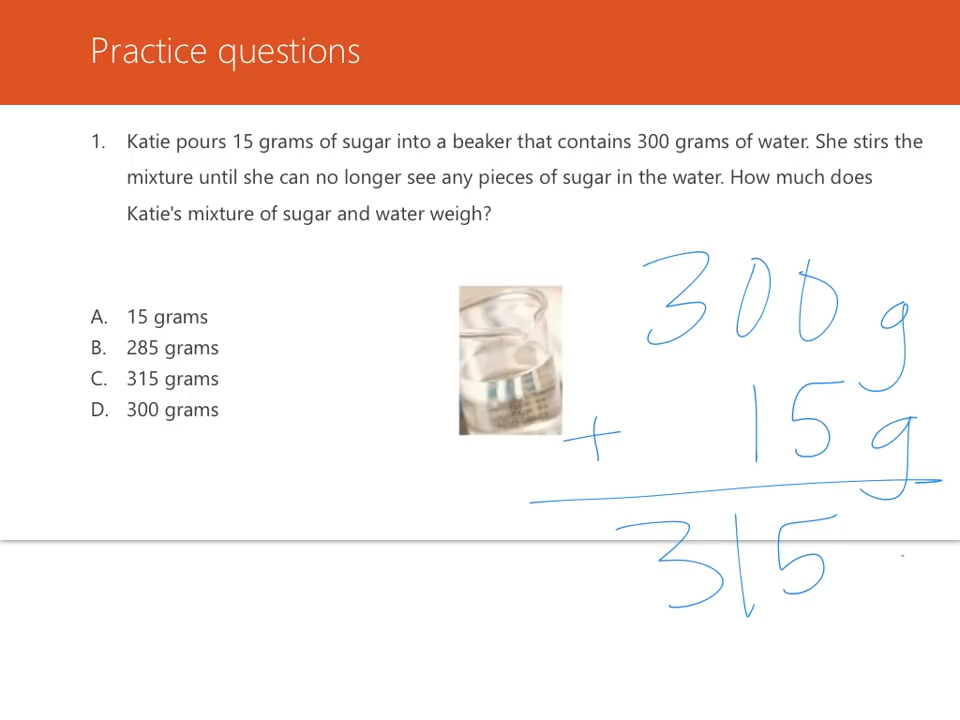 Practice questions
1. Katie pours 15 grams of sugar into a beaker that contains 300 grams of water. She stirs the
mixture until she can no longer see any pieces of sugar in the water. How much does
Katie's mixture of sugar and water weigh?
A. 15 grams
B. 285 grams
C. 315 grams
D. 300 grams
300 g
+ 15 g
315